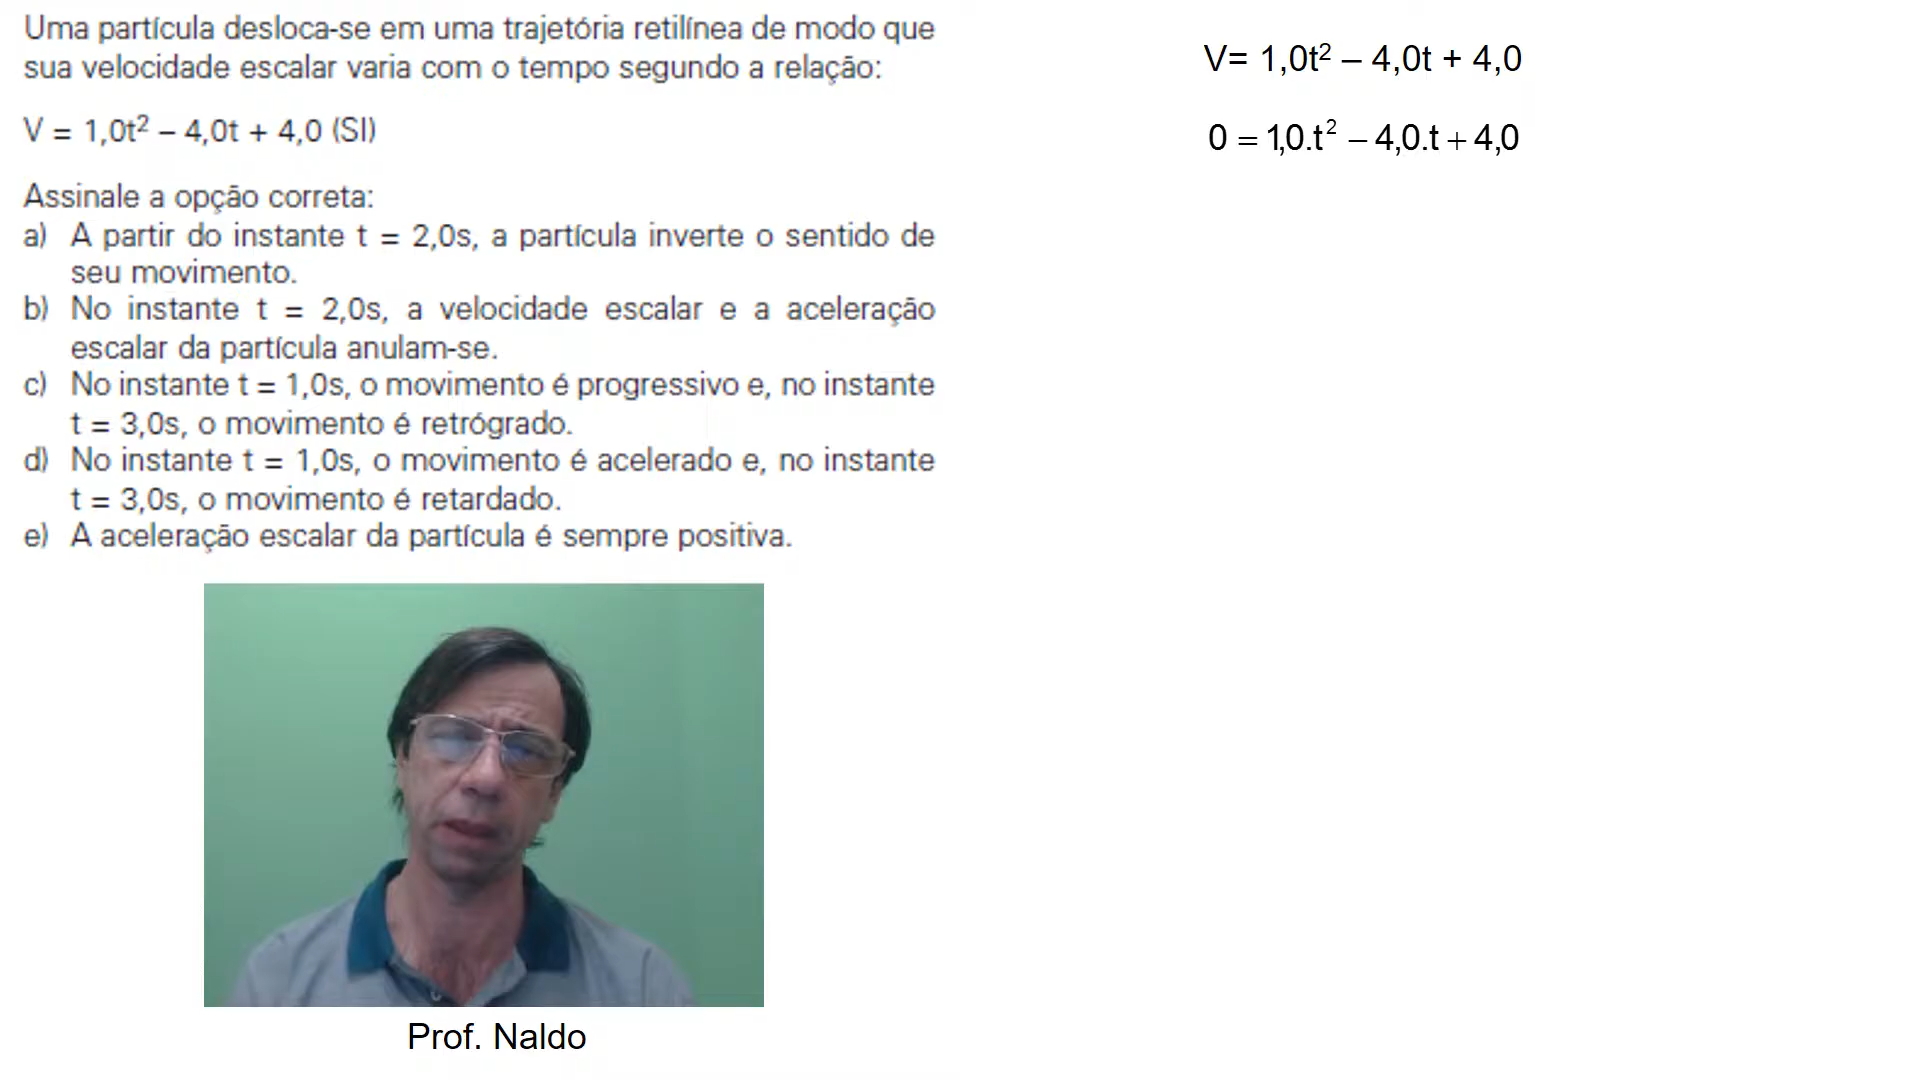 Uma partícula desloca-se em uma trajetória retilínea de modo que
sua velocidade escalar varia com o tempo segundo a relação:
V = 1,0t² – 4,0t + 4,0 (SI)
Assinale a opção correta:
a) A partir do instante t = 2,0s, a partícula inverte o sentido de
seu movimento.
b) No instante t = 2,0s, a velocidade escalar e a aceleração
escalar da partícula anulam-se.
c) No instante t = 1,0s, o movimento é progressivo e, no instante
t = 3,0s, o movimento é retrógrado.
d) No instante t = 1,0s, o movimento é acelerado e, no instante
t = 3,0s, o movimento é retardado.
e) A aceleração escalar da partícula é sempre positiva.
Prof. Naldo
V= 1,0t² – 4,0t + 4,0
0 = 1,0.t² – 4,0.t + 4,0